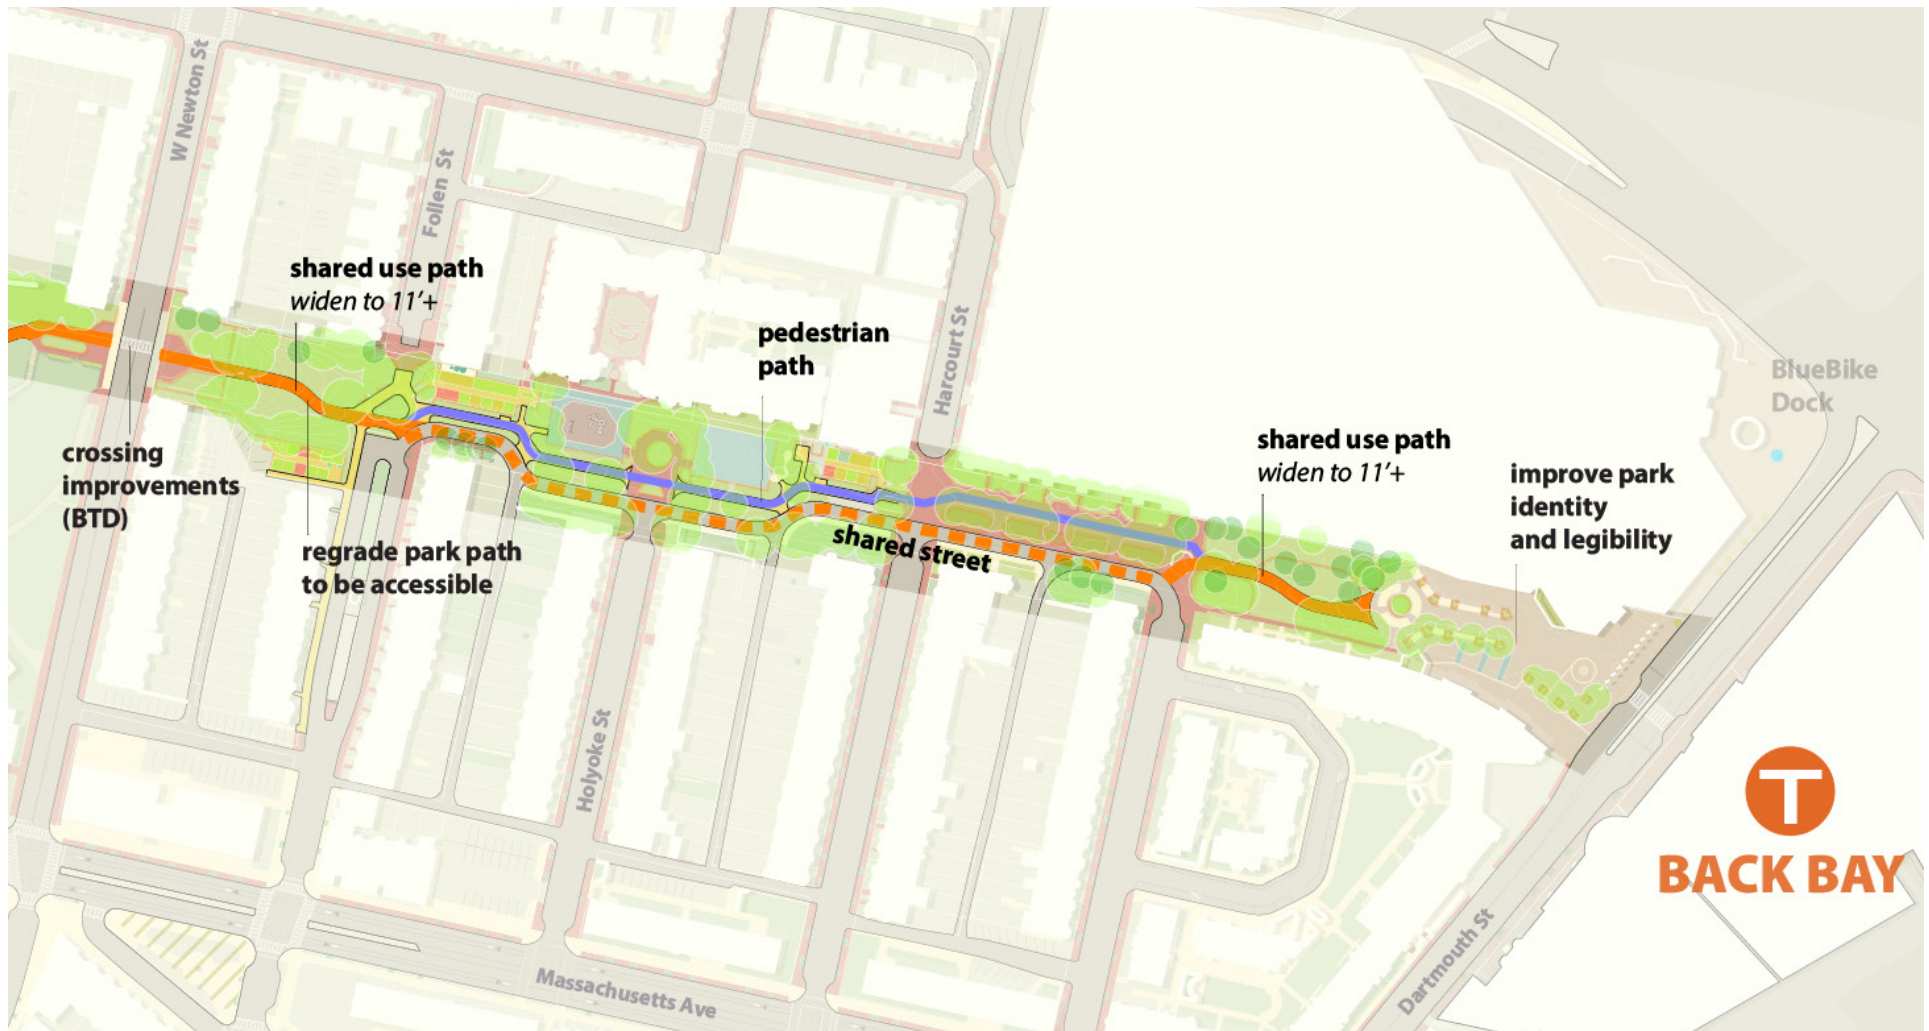 W Newton St
Follen St
shared use path
widen to 11'+
pedestrian
path
Harcourt St
BlueBike
Dock
crossing
improvements
(BTD)
shared use path
widen to 11'+
improve park
identity
and legibility
regrade park path
to be accessible
shared street
Holyoke St
T
BACK BAY
Dartmouth St
Massachusetts Ave